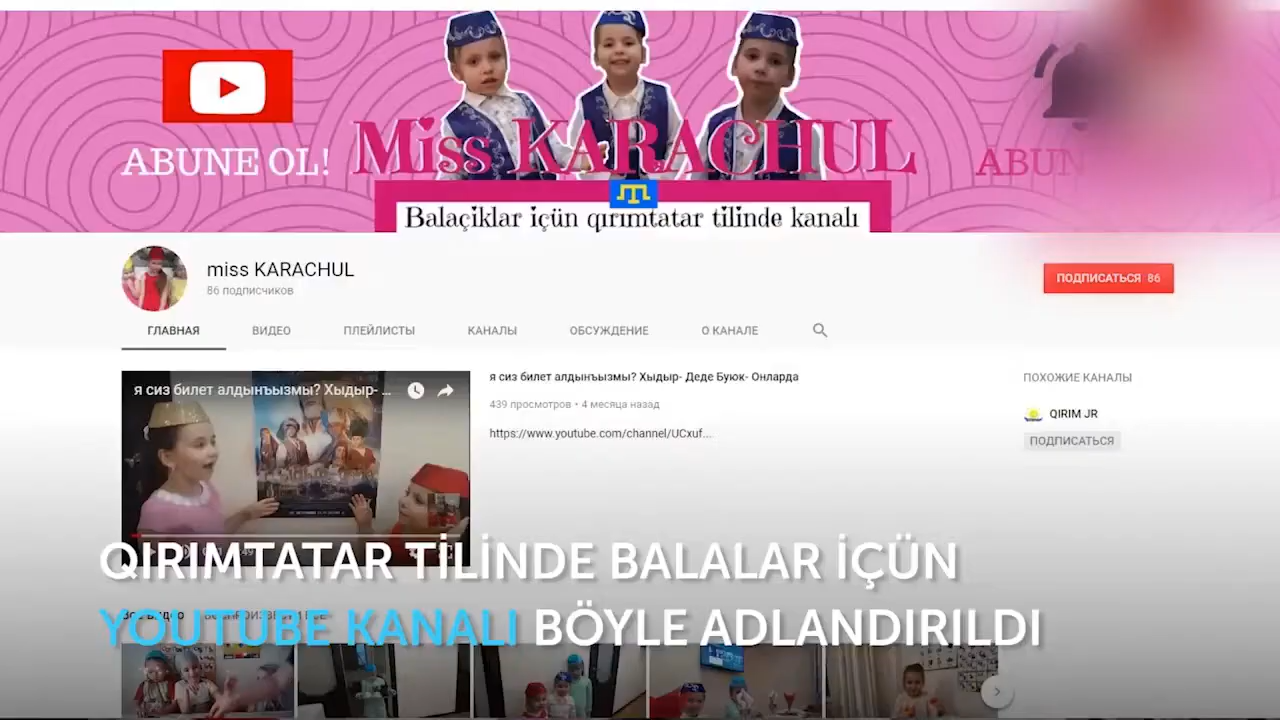 ABUNE OL!
Miss KARACHUL
ABUN
Balaçiklar içün qırımtatar tilinde kanalı
miss KARACHUL
86 подписчиков
ПОДПИСАТЬСЯ 86
ГЛАВНАЯ
ВИДЕО
ПЛЕЙЛИСТЫ
КАНАЛЫ
ОБСУЖДЕНИЕ
О КАНАЛЕ
я сиз билет алдынъызмы? Хыдыр- ...
я сиз билет алдынъызмы? Хыдыр- Деде Буюк- Онларда
439 просмотров • 4 месяца назад
https://www.youtube.com/channel/UCxuf...
ПОХОЖИЕ КАНАЛЫ
QIRIM JR
ПОДПИСАТЬСЯ
QIRIMTATAR TİLİNDE BALALAR İÇÜN
YOUTUBE KANALI BÖYLE ADLANDIRILDI